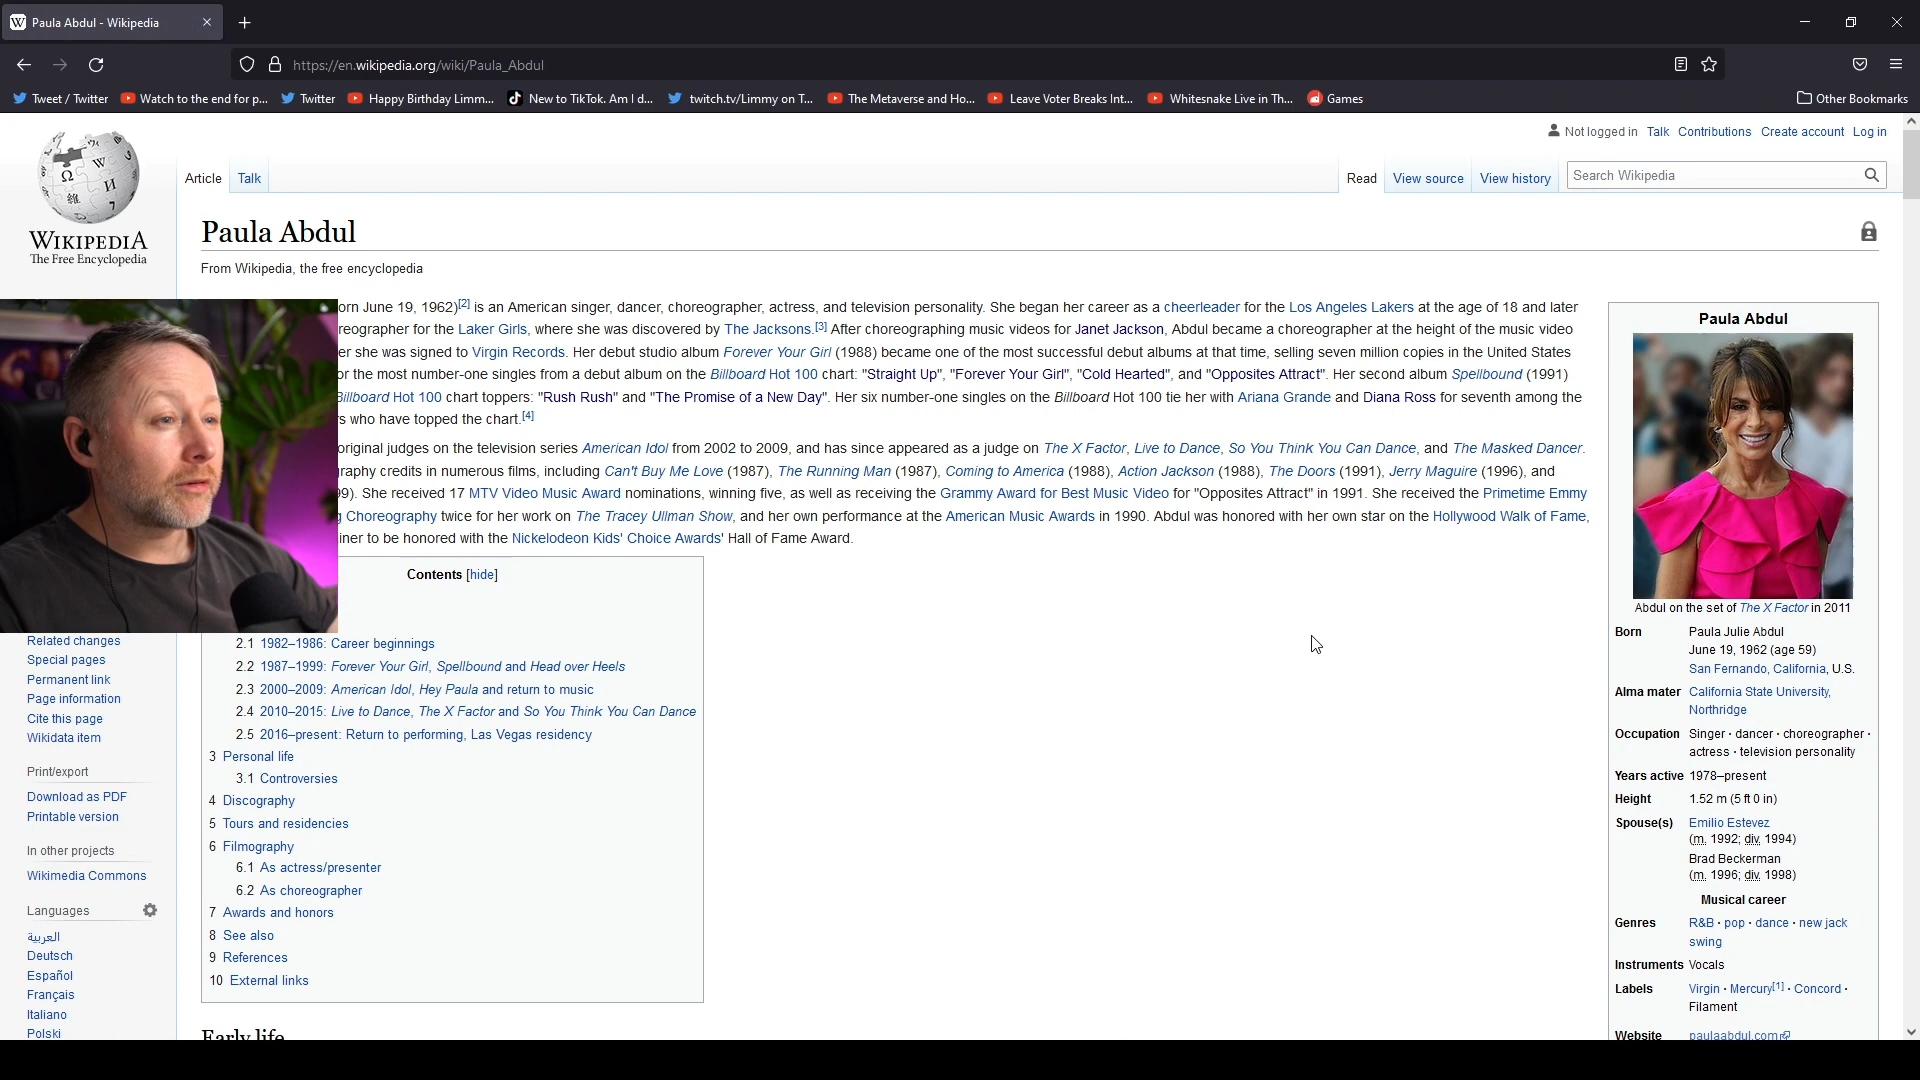 Paula Abdul - Wikipedia
https://en.wikipedia.org/wiki/Paula_Abdul
Tweet / Twitter
Watch to the end for p...
Twitter
Happy Birthday Limm...
New to TikTok. Am I d...
twitch.tv/Limmy on T...
The Metaverse and Ho...
Leave Voter Breaks Int...
Whitesnake Live in Th...
Games
Other Bookmarks
Not logged in Talk Contributions Create account Log in
WIKIPEDIA
The Free Encyclopedia
Article Talk
Read View source View history
Search Wikipedia
Paula Abdul
From Wikipedia, the free encyclopedia
orn June 19, 1962)[2] is an American singer, dancer, choreographer, actress, and television personality. She began her career as a cheerleader for the Los Angeles Lakers at the age of 18 and later
reographer for the Laker Girls, where she was discovered by The Jacksons.[3] After choreographing music videos for Janet Jackson, Abdul became a choreographer at the height of the music video
er she was signed to Virgin Records. Her debut studio album Forever Your Girl (1988) became one of the most successful debut albums at that time, selling seven million copies in the United States
or the most number-one singles from a debut album on the Billboard Hot 100 chart: "Straight Up", "Forever Your Girl", "Cold Hearted", and "Opposites Attract". Her second album Spellbound (1991)
Billboard Hot 100 chart toppers: "Rush Rush" and "The Promise of a New Day". Her six number-one singles on the Billboard Hot 100 tie her with Ariana Grande and Diana Ross for seventh among the
s who have topped the chart.[4]
original judges on the television series American Idol from 2002 to 2009, and has since appeared as a judge on The X Factor, Live to Dance, So You Think You Can Dance, and The Masked Dancer.
graphy credits in numerous films, including Can't Buy Me Love (1987), The Running Man (1987), Coming to America (1988), Action Jackson (1988), The Doors (1991), Jerry Maguire (1996), and
99). She received 17 MTV Video Music Award nominations, winning five, as well as receiving the Grammy Award for Best Music Video for "Opposites Attract" in 1991. She received the Primetime Emmy
g Choreography twice for her work on The Tracey Ullman Show, and her own performance at the American Music Awards in 1990. Abdul was honored with her own star on the Hollywood Walk of Fame,
iner to be honored with the Nickelodeon Kids' Choice Awards' Hall of Fame Award.
Contents [hide]
2.1 1982–1986: Career beginnings
2.2 1987–1999: Forever Your Girl, Spellbound and Head over Heels
2.3 2000–2009: American Idol, Hey Paula and return to music
2.4 2010–2015: Live to Dance, The X Factor and So You Think You Can Dance
2.5 2016–present: Return to performing, Las Vegas residency
3 Personal life
3.1 Controversies
4 Discography
5 Tours and residencies
6 Filmography
6.1 As actress/presenter
6.2 As choreographer
7 Awards and honors
8 See also
9 References
10 External links
Early life
Related changes
Special pages
Permanent link
Page information
Cite this page
Wikidata item
Print/export
Download as PDF
Printable version
In other projects
Wikimedia Commons
Languages
العربية
Deutsch
Español
Français
Italiano
Polski
Paula Abdul
Abdul on the set of The X Factor in 2011
Born Paula Julie Abdul
June 19, 1962 (age 59)
San Fernando, California, U.S.
Alma mater California State University,
Northridge
Occupation Singer · dancer · choreographer ·
actress · television personality
Years active 1978–present
Height 1.52 m (5 ft 0 in)
Spouse(s) Emilio Estevez
(m. 1992; div. 1994)
Brad Beckerman
(m. 1996; div. 1998)
Musical career
Genres R&B · pop · dance · new jack
swing
Instruments Vocals
Labels Virgin · Mercury[1] · Concord ·
Filament
Website paulaabdul.com